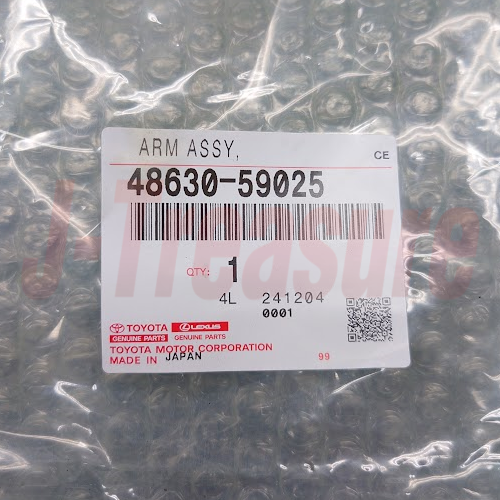 ARM ASSY,
CE
48630-59025
QTY: 1
4L 241204
0001
TOYOTA LEXUS
GENUINE PARTS GENUINE PARTS
TOYOTA MOTOR CORPORATION
MADE IN JAPAN
99
J-Treasure